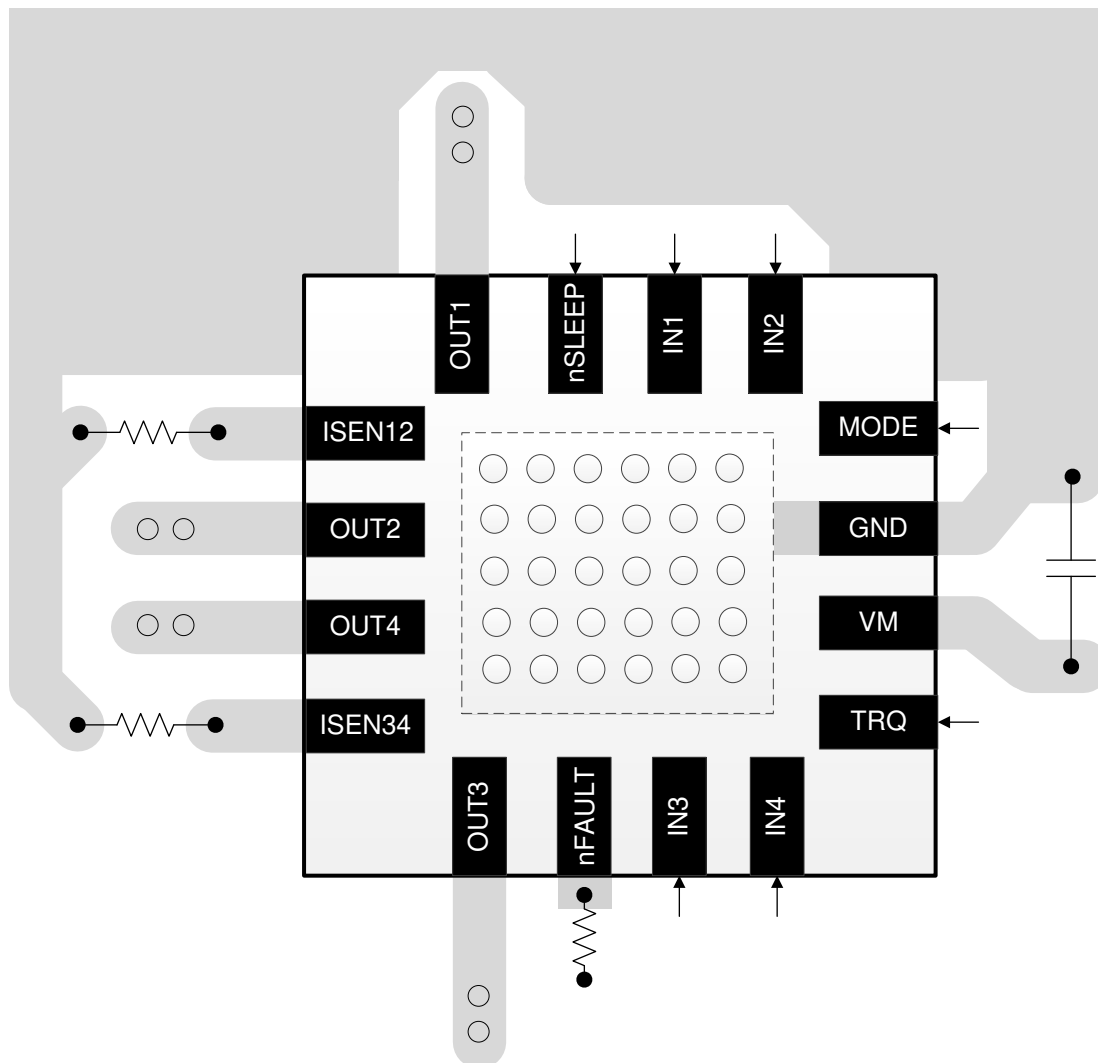 OUT1
nSLEEP
IN1
IN2
ISEN12
MODE
OUT2
GND
OUT4
VM
ISEN34
TRQ
OUT3
nFAULT
IN3
IN4